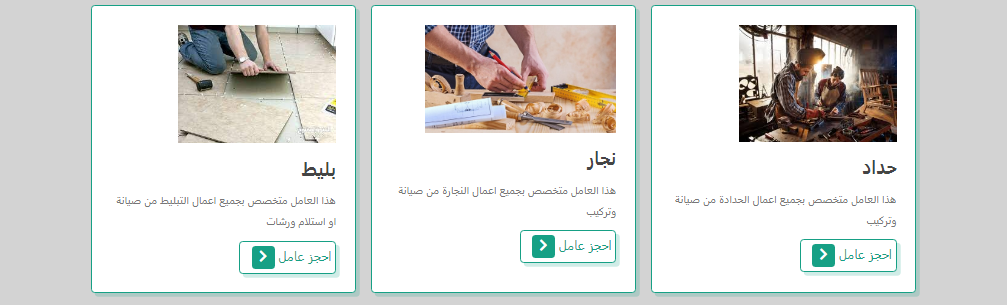 حداد
هذا العامل متخصص بجميع اعمال الحدادة من صيانة
وتركيب
احجز عامل
نجار
هذا العامل متخصص بجميع اعمال النجارة من صيانة
وتركيب
احجز عامل
بليط
هذا العامل متخصص بجميع اعمال التبليط من صيانة
او استلام ورشات
احجز عامل